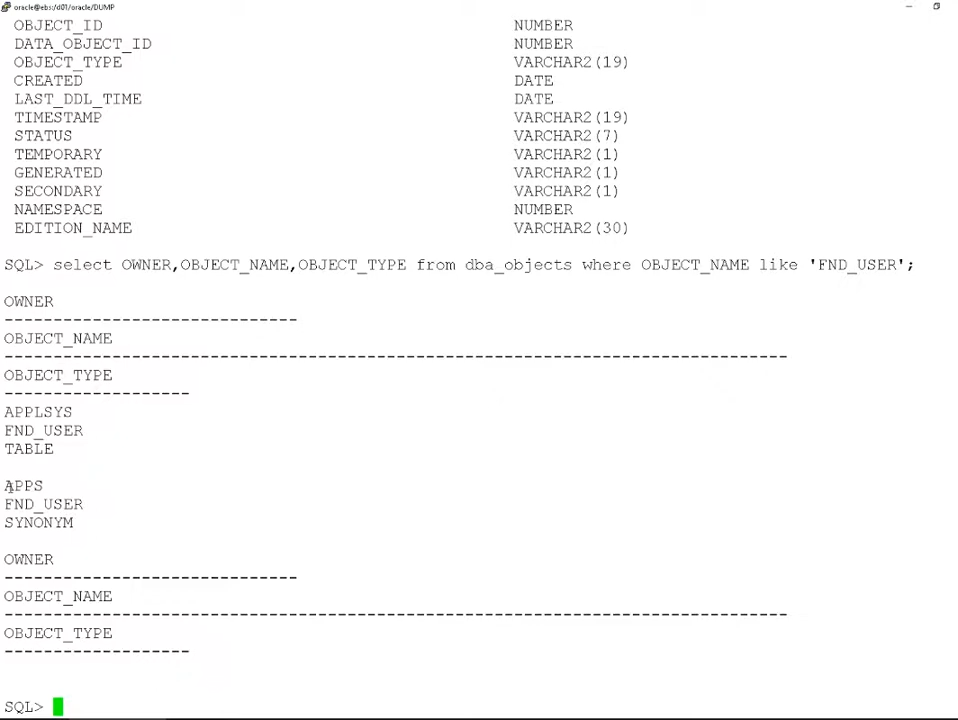 oracle@ebs:/d01/oracle/DUMP
OBJECT_ID NUMBER
DATA_OBJECT_ID NUMBER
OBJECT_TYPE VARCHAR2(19)
CREATED DATE
LAST_DDL_TIME DATE
TIMESTAMP VARCHAR2(19)
STATUS VARCHAR2(7)
TEMPORARY VARCHAR2(1)
GENERATED VARCHAR2(1)
SECONDARY VARCHAR2(1)
NAMESPACE NUMBER
EDITION_NAME VARCHAR2(30)
SQL> select OWNER,OBJECT_NAME,OBJECT_TYPE from dba_objects where OBJECT_NAME like 'FND_USER';
OWNER
------------------------------
OBJECT_NAME
--------------------------------------------------------------------------------
OBJECT_TYPE
-------------------
APPLSYS
FND_USER
TABLE
APPS
FND_USER
SYNONYM
OWNER
------------------------------
OBJECT_NAME
--------------------------------------------------------------------------------
OBJECT_TYPE
-------------------
SQL>